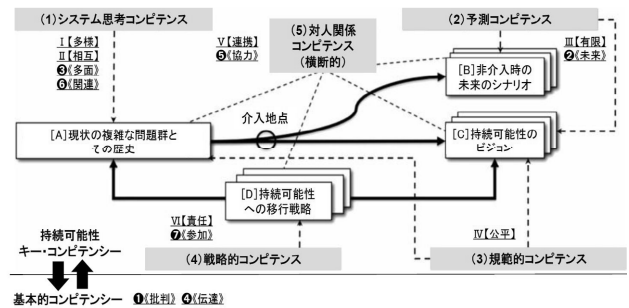 (1)システム思考コンピテンス
(2)予測コンピテンス
Ⅰ【多様】
Ⅱ【相互】
❸《多面》
❻《関連》
Ⅴ【連携】
❺《協力》
(5)対人関係
コンピテンス
(横断的)
Ⅲ【有限】
❷《未来》
[B]非介入時の
未来のシナリオ
介入地点
[A]現状の複雑な問題群と
その歴史
[C]持続可能性の
ビジョン
[D]持続可能性
への移行戦略
Ⅵ【責任】
❼《参加》
Ⅳ【公平】
(4)戦略的コンピテンス
(3)規範的コンピテンス
持続可能性
キー・コンピテンシー
基本的コンピテンシー ❶《批判》 ❹《伝達》